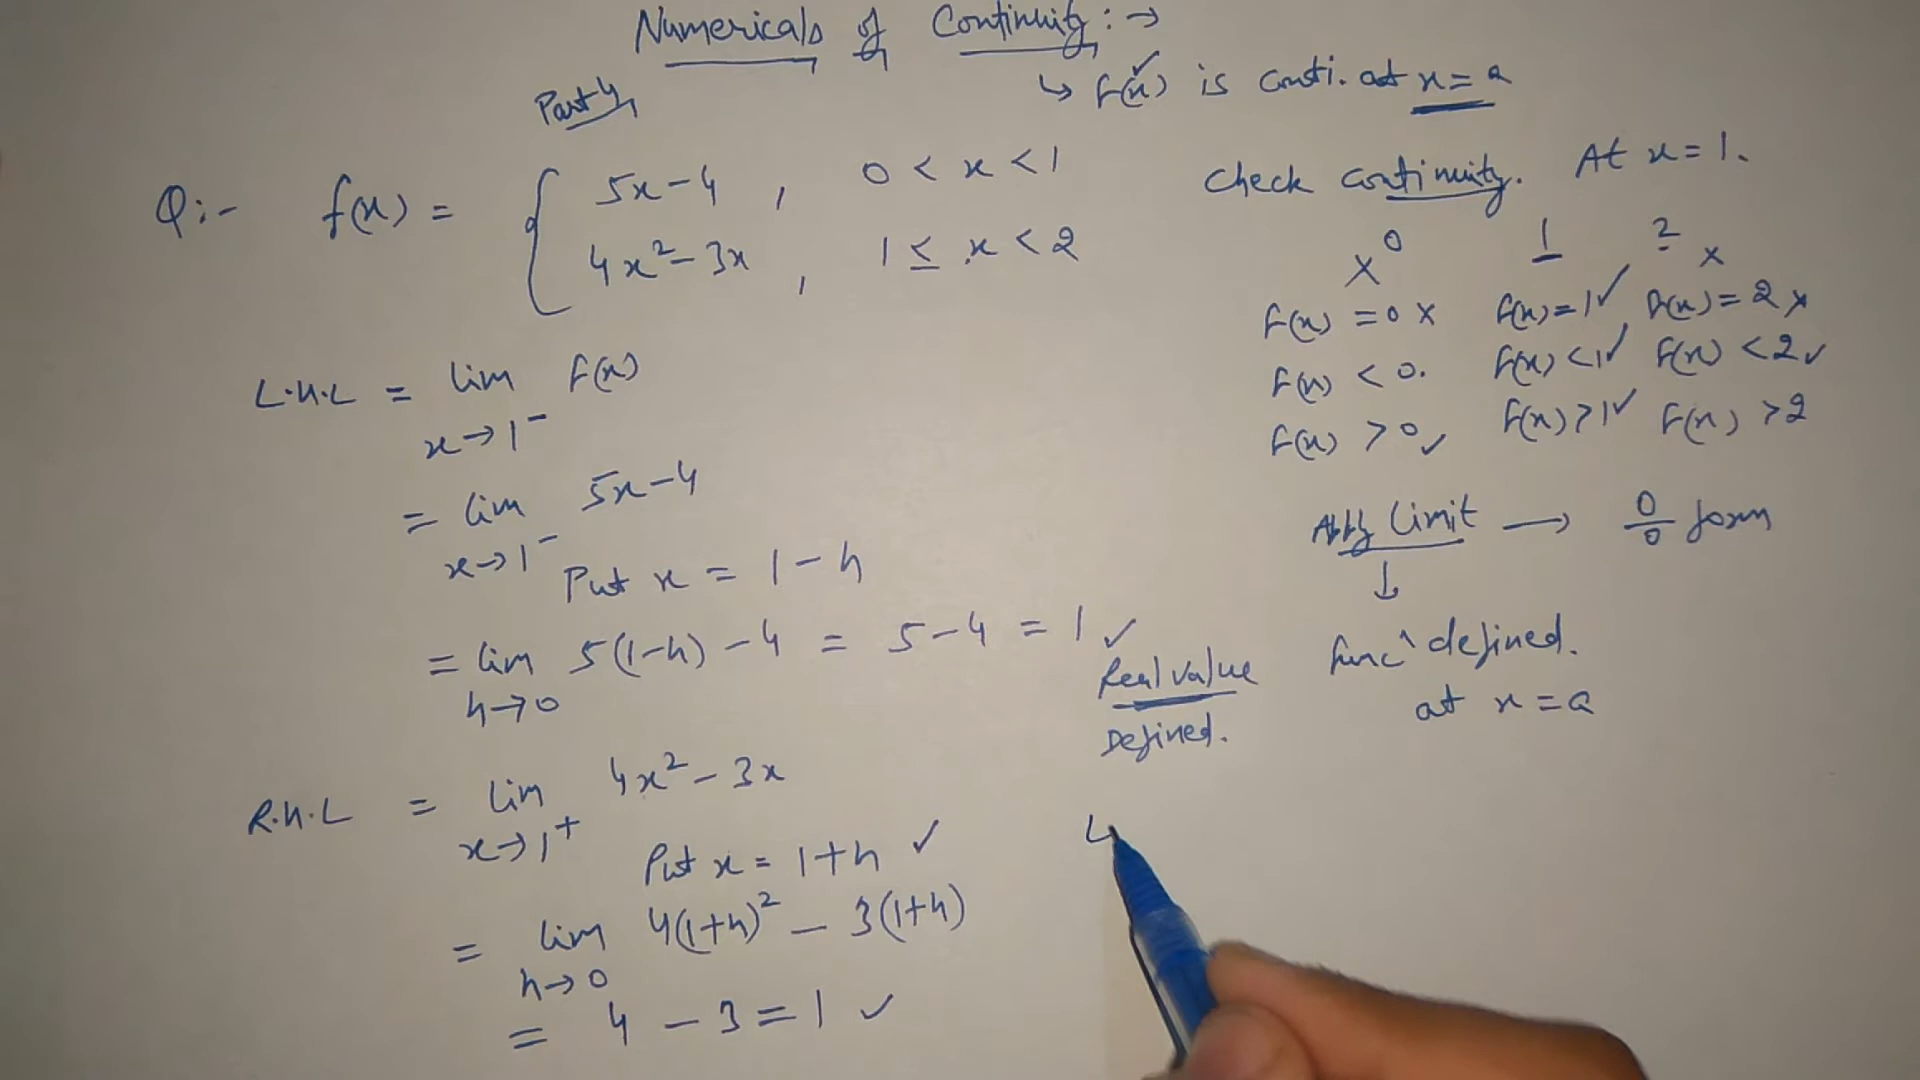 Numericals of Continuity :→
Part 4
↳ f(x) is conti. at x=a
Q:- f(x) = { 5x-4 , 0 < x < 1
4x²-3x , 1 ≤ x < 2
Check continuity. At x=1.
x 0 1 2 x
f(x) = 0 x f(x)=1 ✓ f(x)=2 x
f(x) < 0. f(x) <1 ✓ f(x) <2 ✓
f(x) >0 ✓ f(x) >1 ✓ f(x) >2
L.H.L = lim f(x)
x→1⁻
= lim 5x-4
x→1⁻
Put x = 1-h
= lim 5(1-h) -4 = 5-4 = 1 ✓
h→0
Real value
Defined.
Apply Limit → 0/0 form
↓
funcⁿ defined.
at x=a
R.H.L = lim 4x²-3x
x→1⁺
Put x = 1+h ✓
= lim 4(1+h)² - 3(1+h)
h→0
= 4 - 3 = 1 ✓